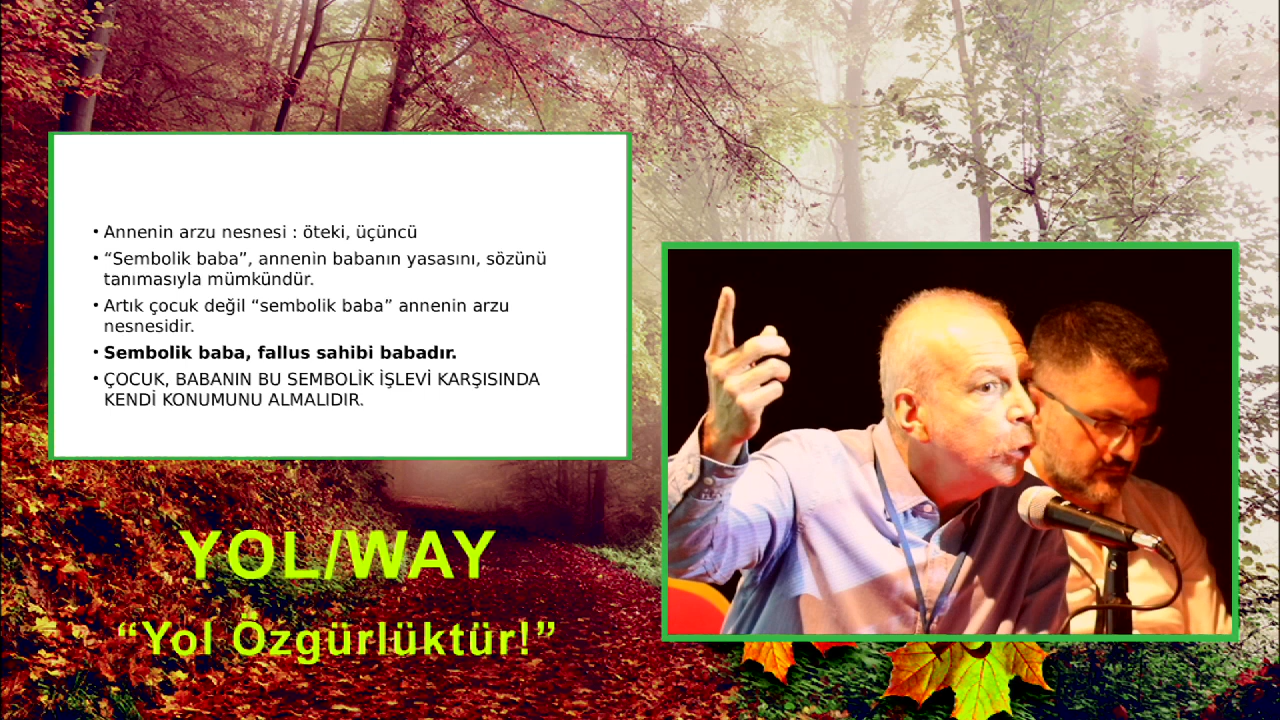 • Annenin arzu nesnesi : öteki, üçüncü
• “Sembolik baba”, annenin babanın yasasını, sözünü
tanımasıyla mümkündür.
• Artık çocuk değil “sembolik baba” annenin arzu
nesnesidir.
• Sembolik baba, fallus sahibi babadır.
• ÇOCUK, BABANIN BU SEMBOLİK İŞLEVİ KARŞISINDA
KENDİ KONUMUNU ALMALIDIR.
YOL/WAY
“Yol Özgürlüktür!”